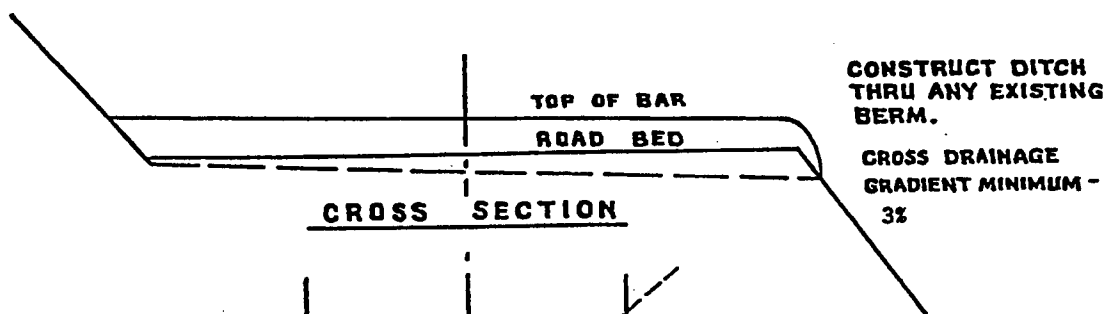 CONSTRUCT DITCH
THRU ANY EXISTING
BERM.
TOP OF BAR
ROAD BED
CROSS DRAINAGE
GRADIENT MINIMUM -
3%
CROSS SECTION